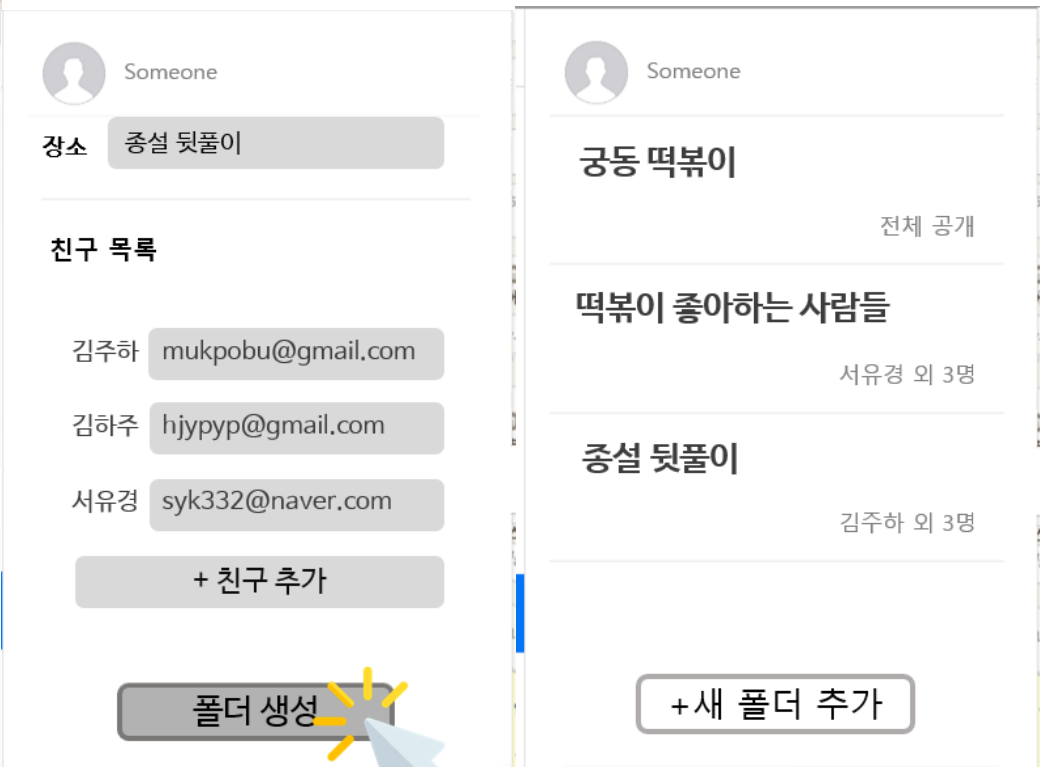 Someone
장소 종설 뒷풀이
친구 목록
김주하 mukpobu@gmail.com
김하주 hjypyp@gmail.com
서유경 syk332@naver.com
+ 친구 추가
폴더 생성
Someone
궁동 떡볶이
전체 공개
떡볶이 좋아하는 사람들
서유경 외 3명
종설 뒷풀이
김주하 외 3명
+새 폴더 추가